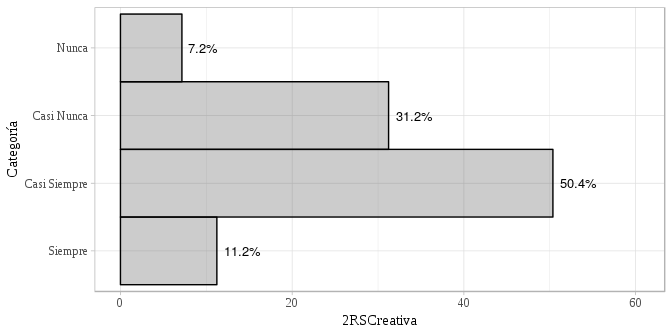 Nunca
7.2%
Casi Nunca
31.2%
Casi Siempre
50.4%
Siempre
11.2%
Categoría
0
20
40
60
2RSCreativa